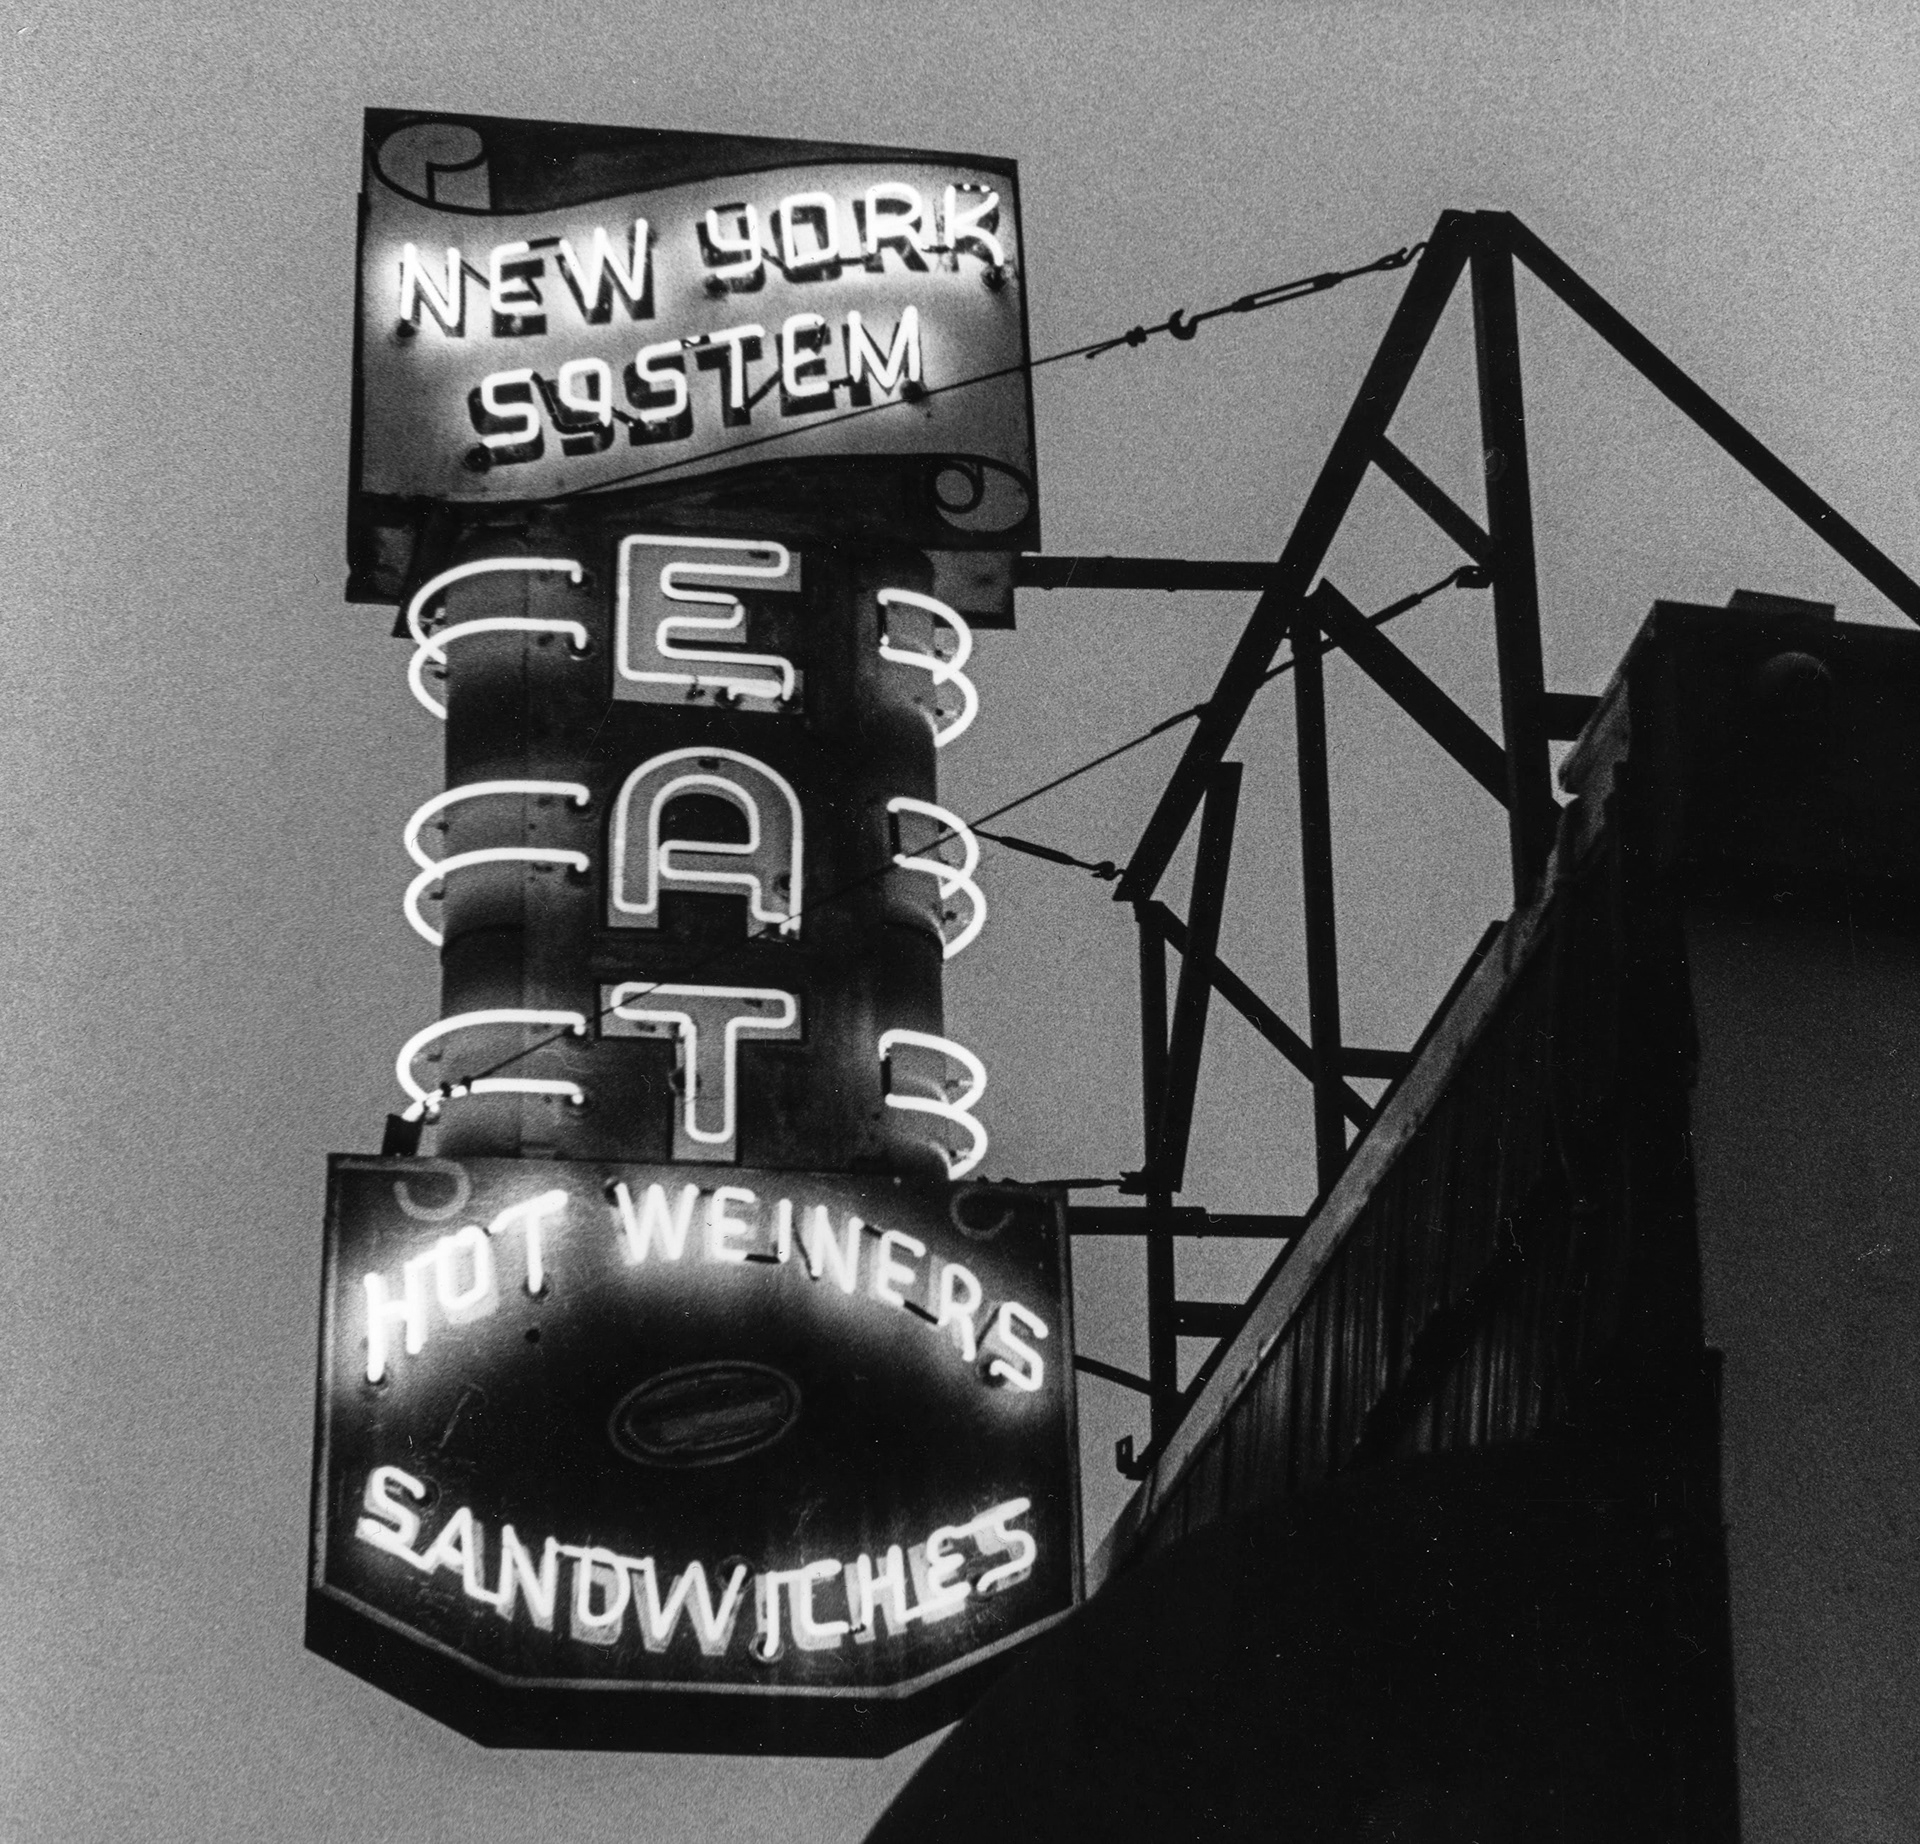 NEW YORK
SYSTEM
EAT
HOT WEINERS
SANDWICHES